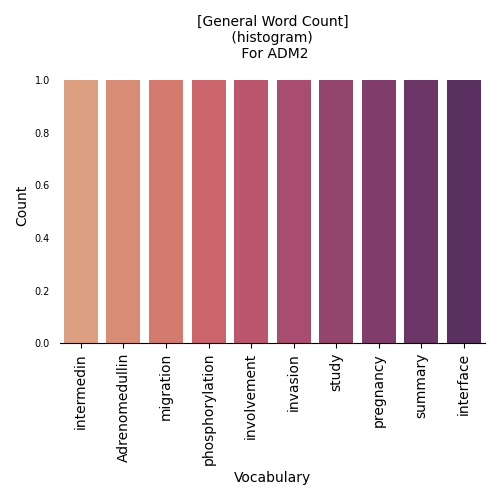 [General Word Count]
(histogram)
For ADM2
1.0
0.8
0.6
0.4
0.2
0.0
Count
intermedin
Adrenomedullin
migration
phosphorylation
involvement
invasion
study
pregnancy
summary
interface
Vocabulary